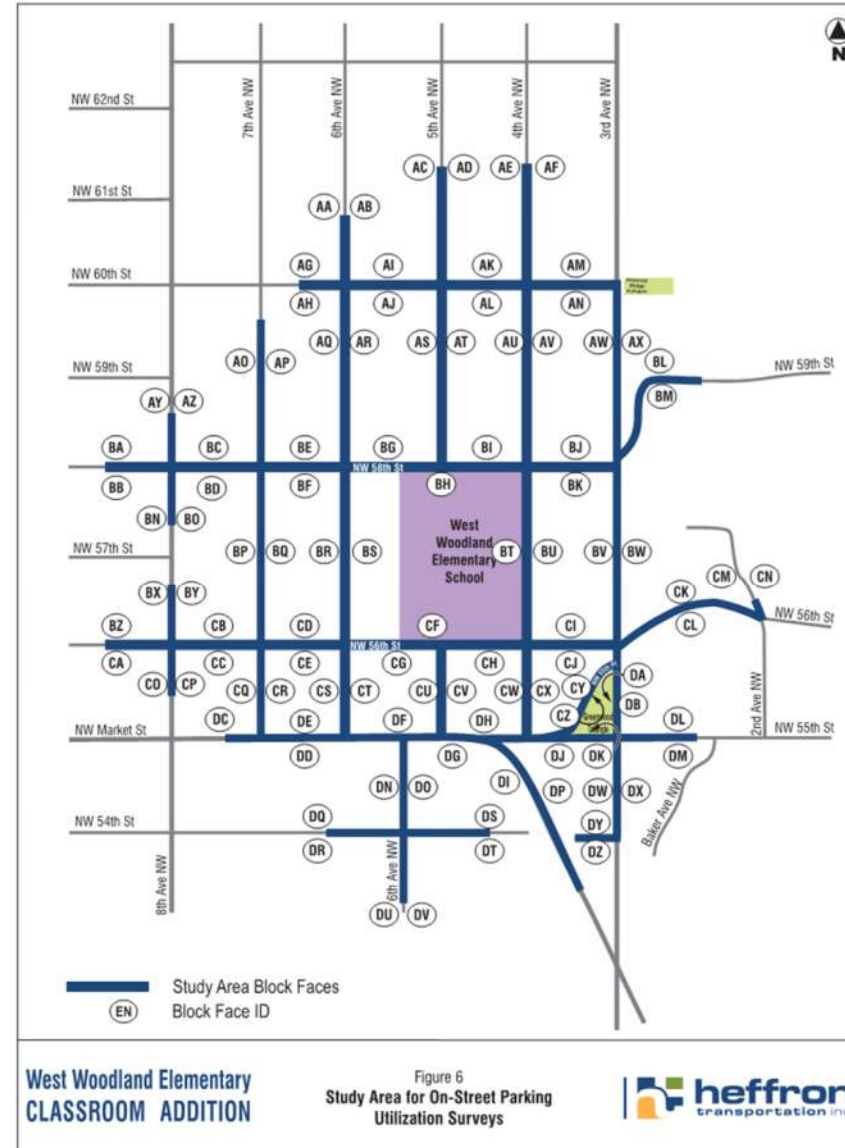 N
NW 62nd St
7th Ave NW
6th Ave NW
5th Ave NW
4th Ave NW
3rd Ave NW
AC AD AE AF
NW 61st St
AA AB
AG AI AK AM
NW 60th St
AH AJ AL AN
AQ AR AS AT AU AV AW AX
AO AP
BL
NW 59th St
NW 59th St
BM
AY AZ
BA BC BE BG BI BJ
NW 58th St
BB BD BF BH BK
BN BO
West
Woodland
Elementary
School
BP BQ BR BS BT BU BV BW
NW 57th St
CM CN
BX BY
CK
CL
NW 56th St
BZ CB CD CF CI
NW 56th St
CA CC CE CG CH CJ
CO CP CQ CR CS CT CU CV CW CX CY DA
DB
CZ
DC DE DF DH DL
NW Market St
NW 55th St
2nd Ave NW
DD DG DJ DK DM
DI
DN DO DP DW DX
Baker Ave NW
DQ DS DY
NW 54th St
DR DT DZ
8th Ave NW
6th Ave NW
DU DV
Study Area Block Faces
EN Block Face ID
West Woodland Elementary
CLASSROOM ADDITION
Figure 6
Study Area for On-Street Parking
Utilization Surveys
heffron
transportation inc